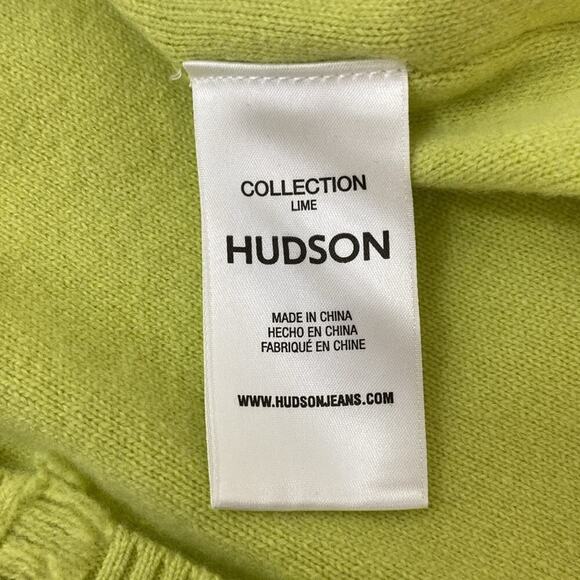 COLLECTION
LIME
HUDSON
MADE IN CHINA
HECHO EN CHINA
FABRIQUÉ EN CHINE
WWW.HUDSONJEANS.COM